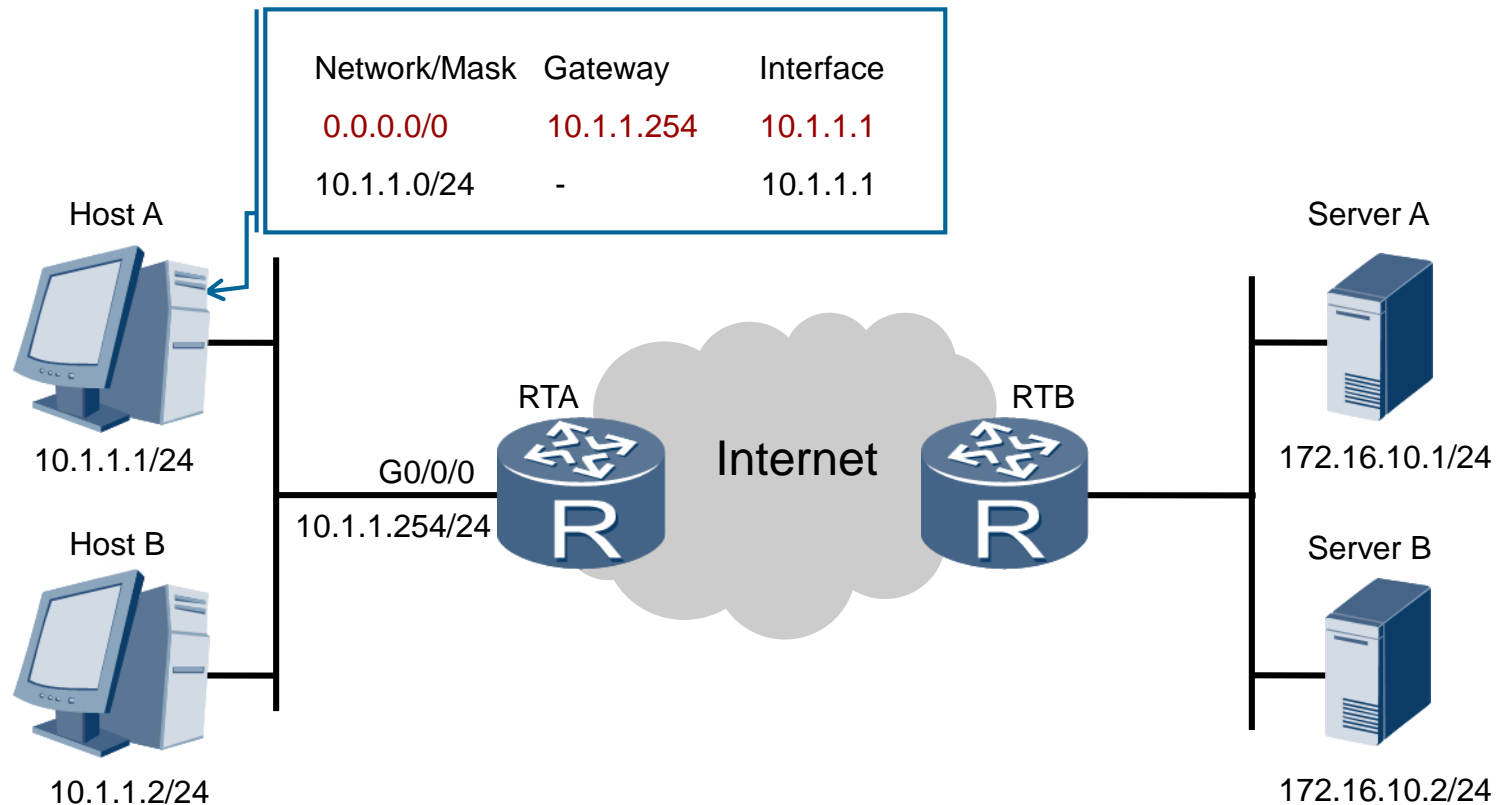 Network/Mask Gateway Interface
0.0.0.0/0 10.1.1.254 10.1.1.1
10.1.1.0/24 - 10.1.1.1
Host A
Server A
RTA
RTB
Internet
10.1.1.1/24
172.16.10.1/24
G0/0/0
10.1.1.254/24
R
R
Host B
Server B
10.1.1.2/24
172.16.10.2/24